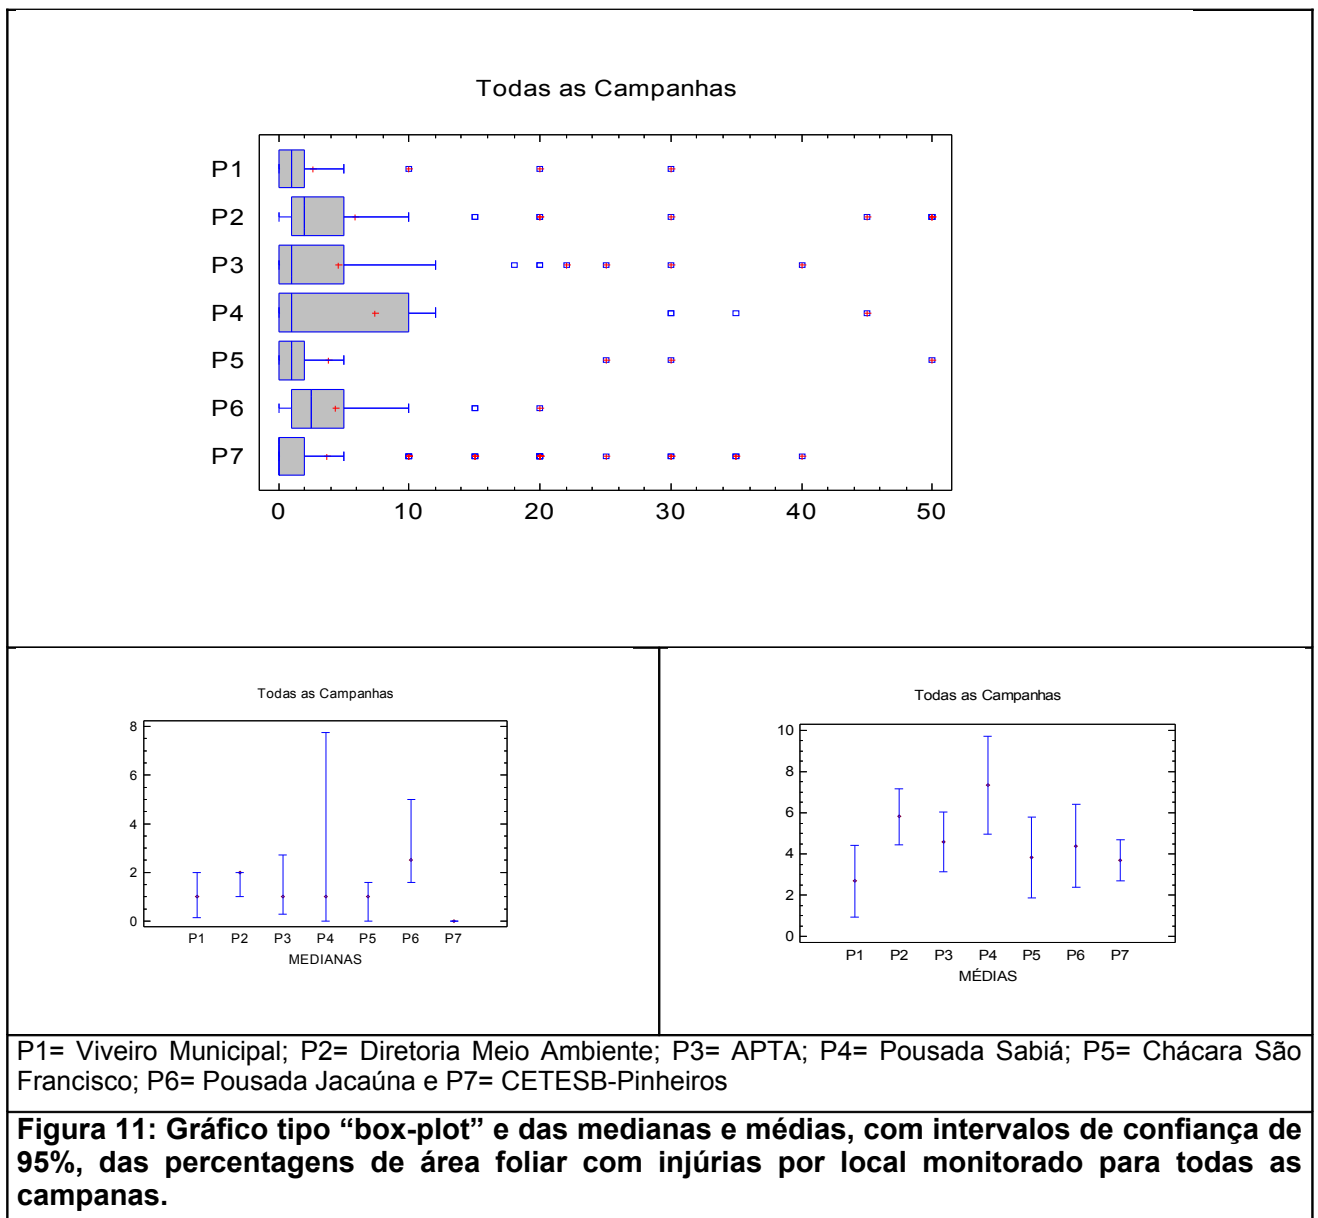 Todas as Campanhas
P1
P2
P3
P4
P5
P6
P7
0 10 20 30 40 50
Todas as Campanhas
8
6
4
2
0
P1 P2 P3 P4 P5 P6 P7
MEDIANAS
Todas as Campanhas
10
8
6
4
2
0
P1 P2 P3 P4 P5 P6 P7
MÉDIAS
P1= Viveiro Municipal; P2= Diretoria Meio Ambiente; P3= APTA; P4= Pousada Sabiá; P5= Chácara São
Francisco; P6= Pousada Jacaúna e P7= CETESB-Pinheiros
Figura 11: Gráfico tipo “box-plot” e das medianas e médias, com intervalos de confiança de
95%, das percentagens de área foliar com injúrias por local monitorado para todas as
campanas.